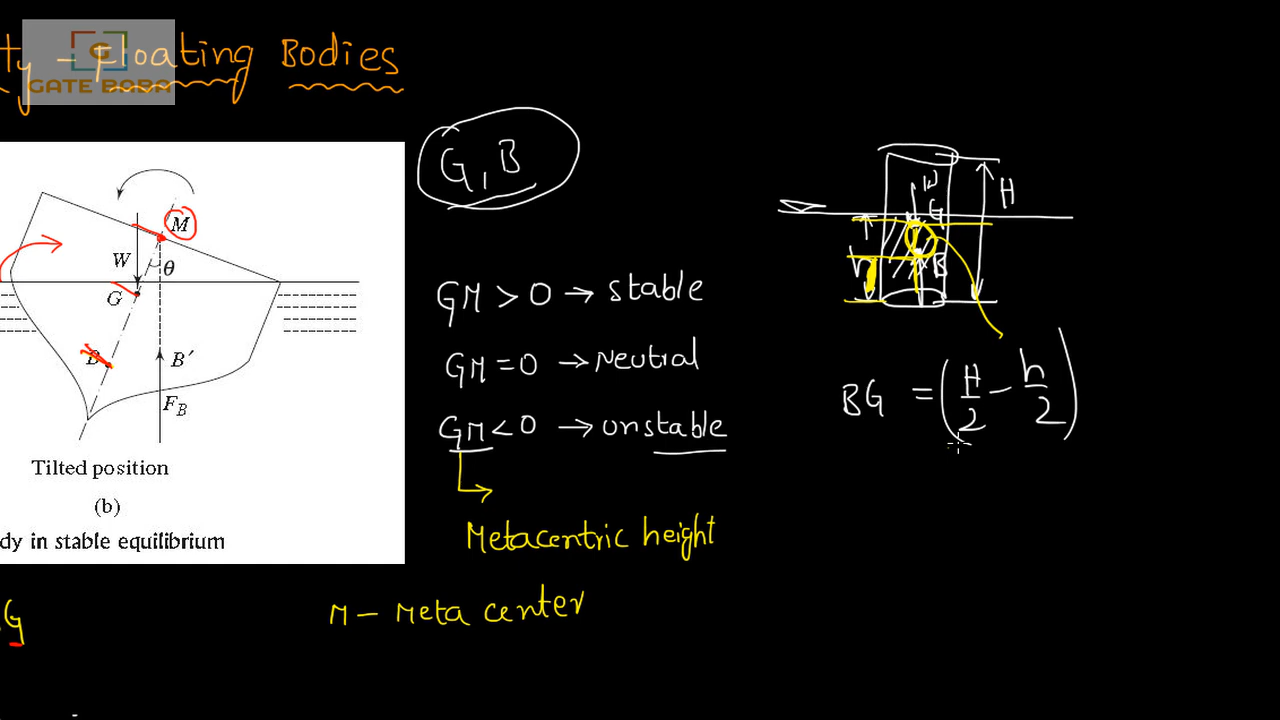 ty - Floating Bodies
GATE BABA
G, B
M
W
θ
G
B
B′
F_B
Tilted position
(b)
dy in stable equilibrium
GM > 0 → stable
GM = 0 → Neutral
GM < 0 → unstable
Metacentric height
M - Meta center
G
W
G
B
H
h
BG = (H/2 - h/2)